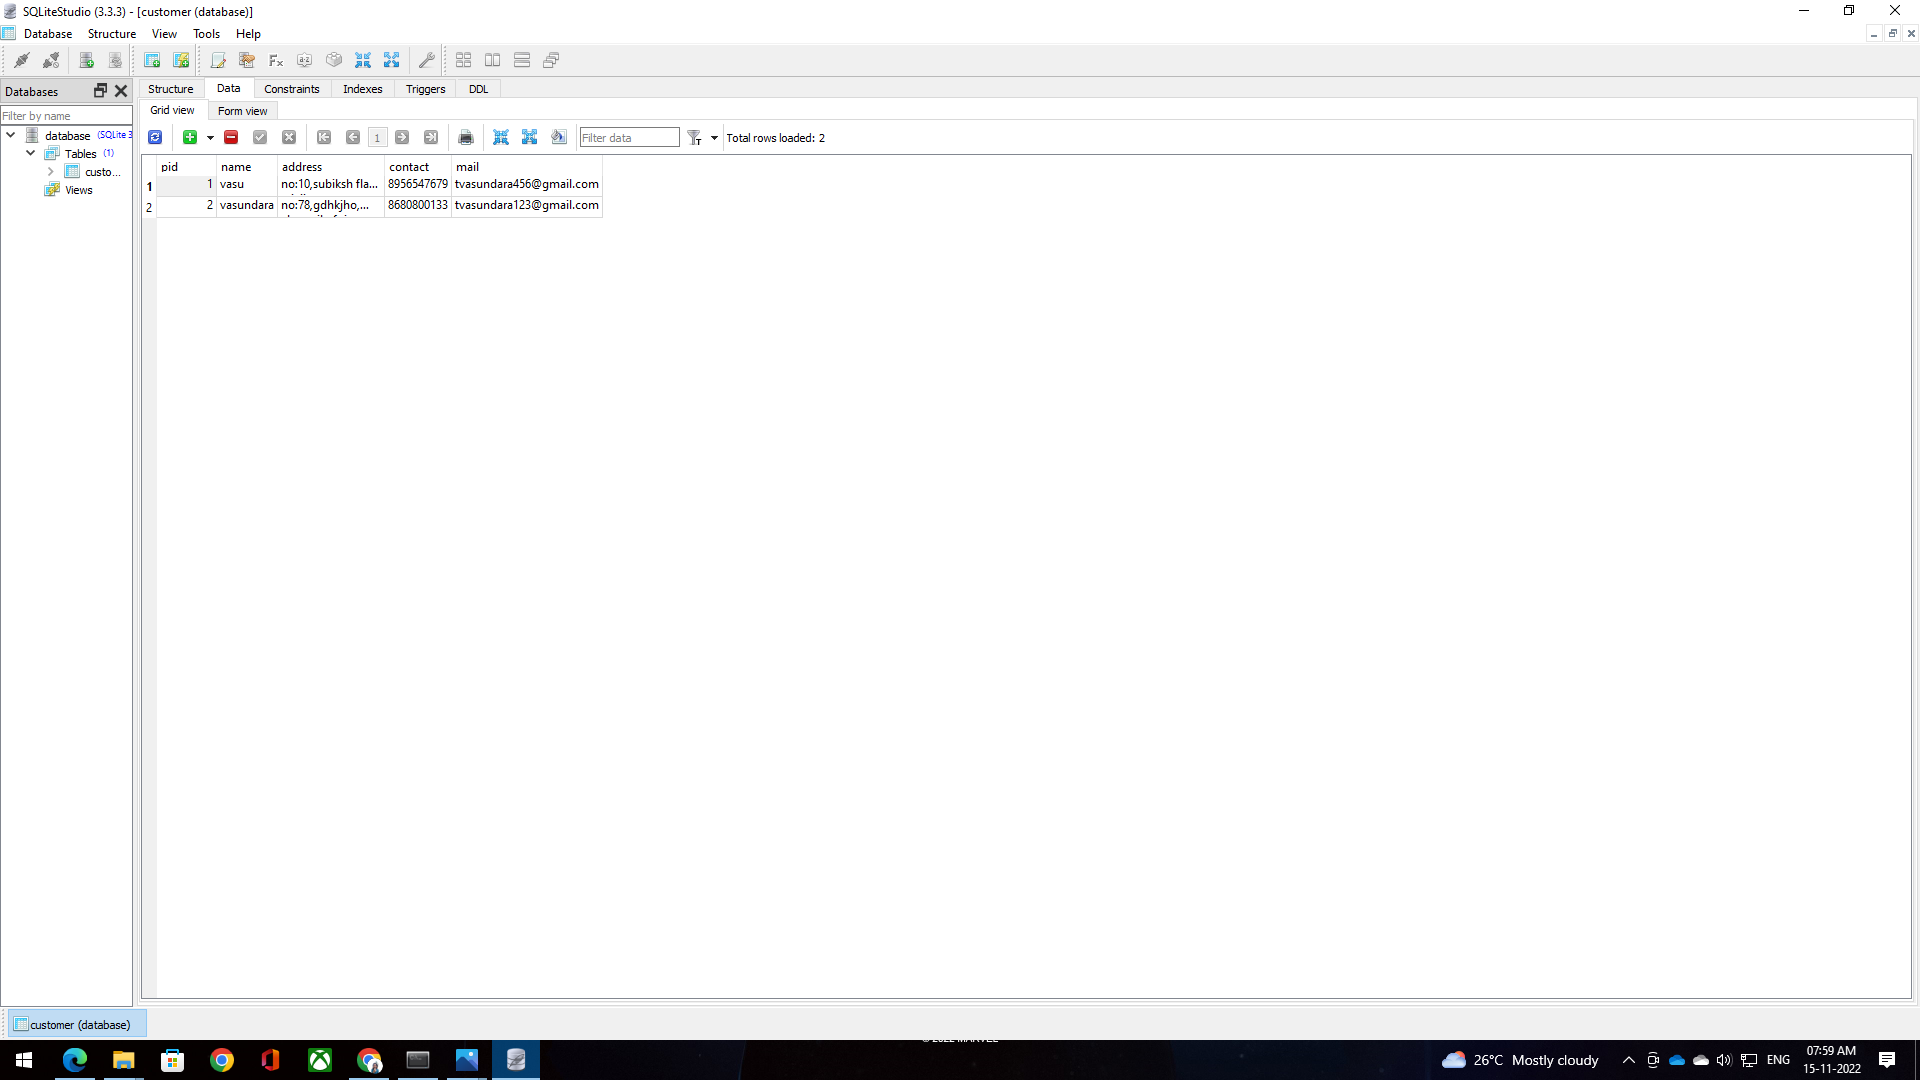 SQLiteStudio (3.3.3) - [customer (database)]
Database Structure View Tools Help
Databases
Filter by name
database (SQLite 3
Tables (1)
custo...
Views
Structure Data Constraints Indexes Triggers DDL
Grid view Form view
1 Filter data Total rows loaded: 2
pid name address contact mail
1 1 vasu no:10,subiksh fla... 8956547679 tvasundara456@gmail.com
2 2 vasundara no:78,gdhkjho,... 8680800133 tvasundara123@gmail.com
customer (database)
© 2022 MARVEL
26°C Mostly cloudy ENG 07:59 AM
15-11-2022